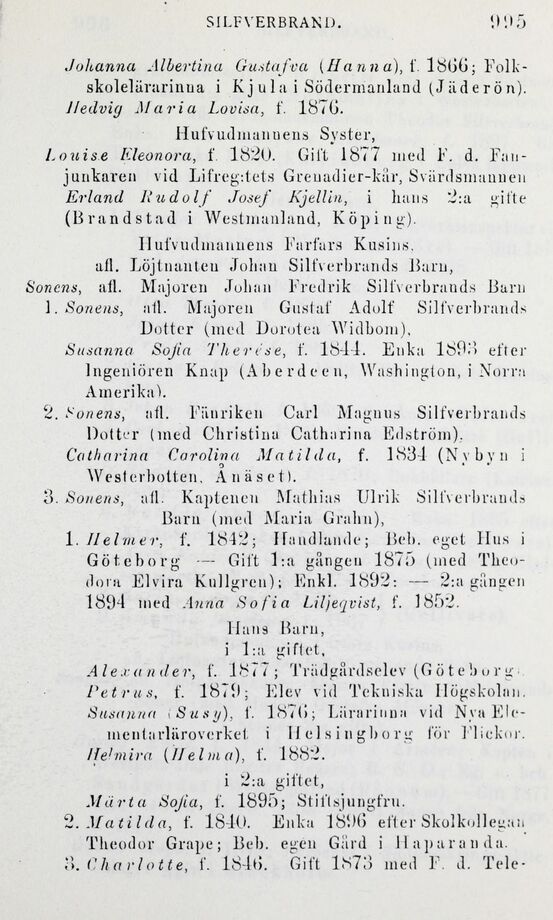 SILFVERBRAND. 995
Johanna Albertina Gustafva (Hanna), f. 1866; Folk-
skolelärarinna i Kjula i Södermanland (Jäderön).
Hedvig Maria Lovisa, f. 1876.
Hufvudmannens Syster,
Louise Eleonora, f. 1820. Gift 1877 med F. d. Fan-
junkaren vid Lifreg:tets Grenadier-kår, Svärdsmannen
Erland Rudolf Josef Kjellin, i hans 2:a gifte
(Brandstad i Westmanland, Köping).
Hufvudmannens Farfars Kusins,
afl. Löjtnanten Johan Silfverbrands Barn,
Sonens, afl. Majoren Johan Fredrik Silfverbrands Barn
1. Sonens, afl. Majoren Gustaf Adolf Silfverbrands
Dotter (med Dorotea Widbom),
Susanna Sofia Therése, f. 1844. Enka 1893 efter
Ingeniören Knap (Aberdeen, Washington, i Norra
Amerika).
2. Sonens, afl. Fänriken Carl Magnus Silfverbrands
Dotter (med Christina Catharina Edström),
Catharina Carolina Matilda, f. 1834 (Nybyn i
Westerbotten, Ånäset).
3. Sonens, afl. Kaptenen Mathias Ulrik Silfverbrands
Barn (med Maria Grahn),
1. Helmer, f. 1842; Handlande; Beb. eget Hus i
Göteborg — Gift 1:a gången 1875 (med Theo-
dora Elvira Kullgren); Enkl. 1892: — 2:a gången
1894 med Anna Sofia Liljeqvist, f. 1852.
Hans Barn,
i 1:a giftet,
Alexander, f. 1877; Trädgårdselev (Göteborg)
Petrus, f. 1879; Elev vid Tekniska Högskolan.
Susanna (Susy), f. 1876; Lärarinna vid Nya Ele-
mentarläroverket i Helsingborg för Flickor.
Helmira (Helma), f. 1882.
i 2:a giftet,
Märta Sofia, f. 1895; Stiftsjungfru.
2. Matilda, f. 1840. Enka 1896 efter Skolkollegan
Theodor Grape; Beb. egen Gård i Haparanda.
3. Charlotte, f. 1846. Gift 1873 med F. d. Tele-